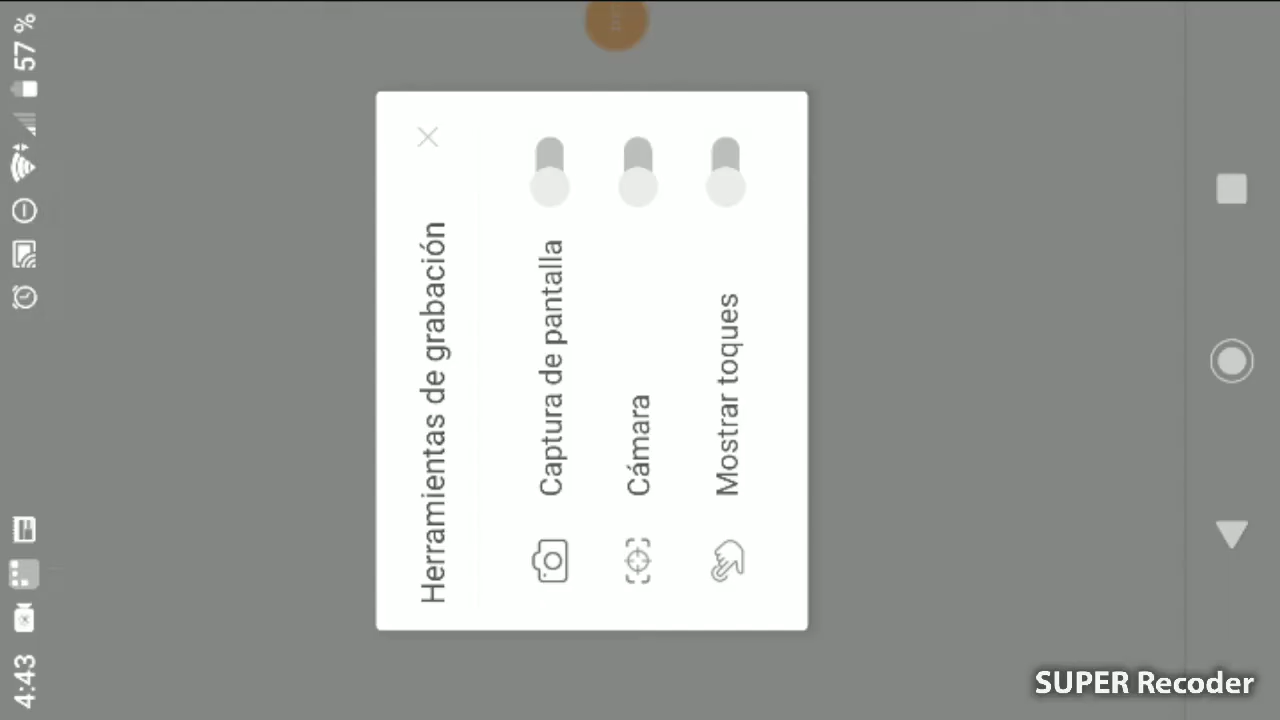 4:43
57 %
Herramientas de grabación
Captura de pantalla
Cámara
Mostrar toques
SUPER Recoder